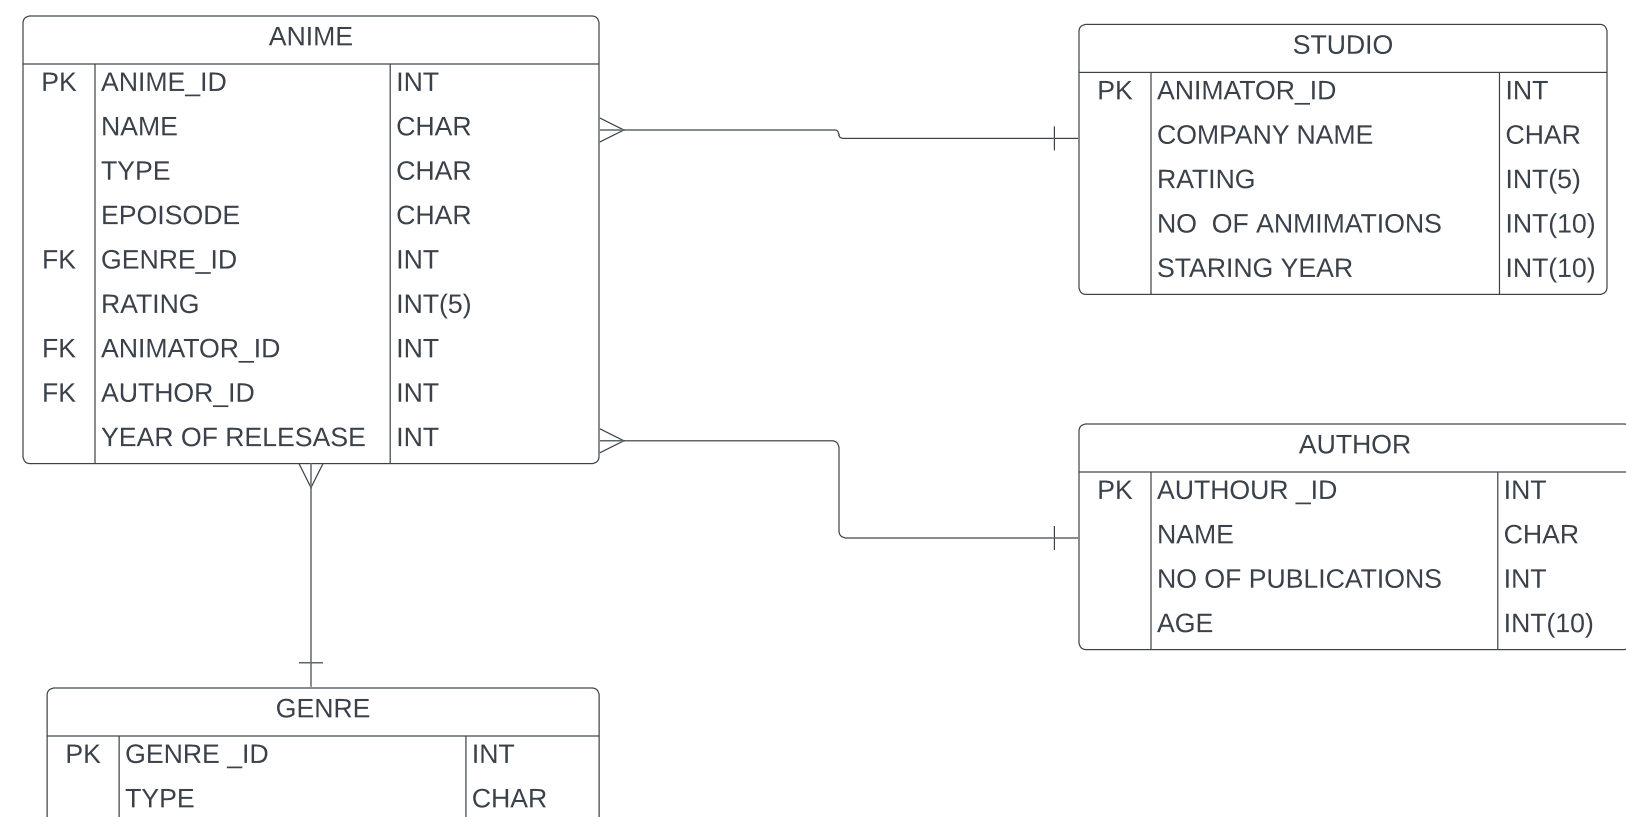 ANIME
PK ANIME_ID INT
NAME CHAR
TYPE CHAR
EPOISODE CHAR
FK GENRE_ID INT
RATING INT(5)
FK ANIMATOR_ID INT
FK AUTHOR_ID INT
YEAR OF RELESASE INT
STUDIO
PK ANIMATOR_ID INT
COMPANY NAME CHAR
RATING INT(5)
NO  OF ANMIMATIONS INT(10)
STARING YEAR INT(10)
AUTHOR
PK AUTHOUR _ID INT
NAME CHAR
NO OF PUBLICATIONS INT
AGE INT(10)
GENRE
PK GENRE _ID INT
TYPE CHAR